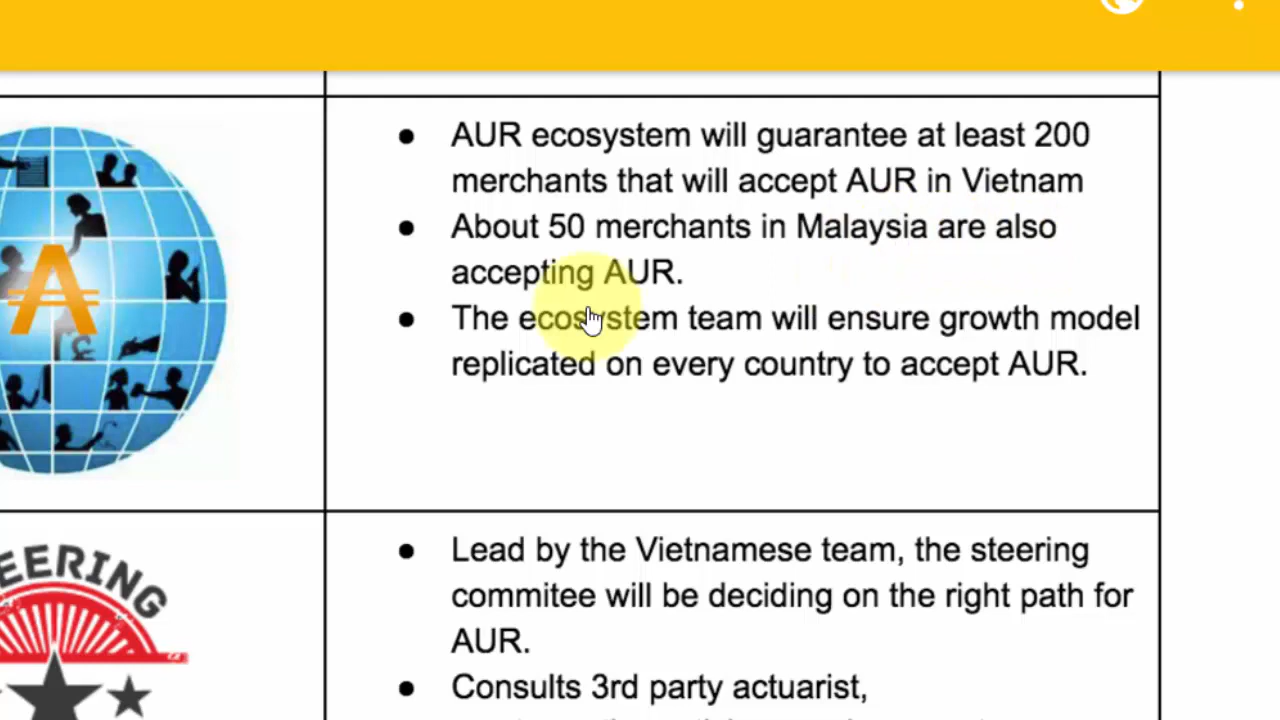 AUR ecosystem will guarantee at least 200
merchants that will accept AUR in Vietnam
About 50 merchants in Malaysia are also
accepting AUR.
The ecosystem team will ensure growth model
replicated on every country to accept AUR.
EERING
Lead by the Vietnamese team, the steering
commitee will be deciding on the right path for
AUR.
Consults 3rd party actuarist,